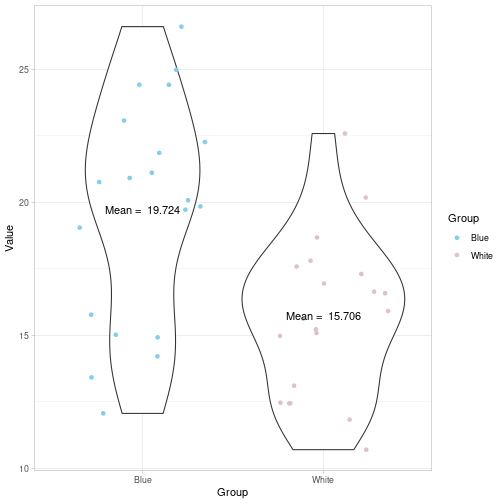 25
20
15
10
Value
Mean = 19.724
Mean = 15.706
Blue
White
Group
Group
Blue
White